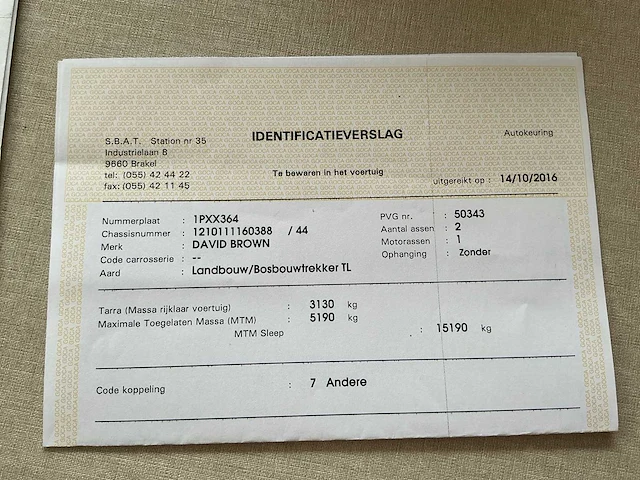 IDENTIFICATIEVERSLAG
Autokeuring
S.B.A.T. Station nr 35
Industrielaan 8
9660 Brakel
tel: (055) 42 44 22
fax: (055) 42 11 45
Te bewaren in het voertuig
uitgereikt op : 14/10/2016
Nummerplaat : 1PXX364
PVG nr. : 50343
Chassisnummer : 1210111160388 / 44
Aantal assen : 2
Merk : DAVID BROWN
Motorassen : 1
Code carrosserie : --
Ophanging : Zonder
Aard : Landbouw/Bosbouwtrekker TL
Tarra (Massa rijklaar voertuig) : 3130 kg
Maximale Toegelaten Massa (MTM) : 5190 kg
MTM Sleep : 15190 kg
Code koppeling : 7 Andere